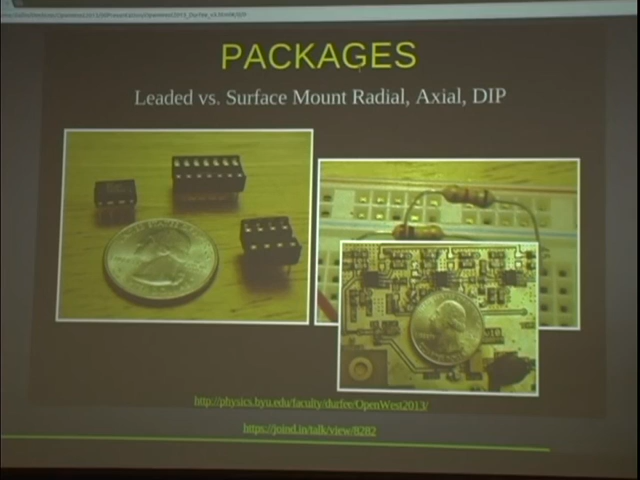 PACKAGES
Leaded vs. Surface Mount Radial, Axial, DIP
http://physics.byu.edu/faculty/durfee/OpenWest2013/
https://joind.in/talk/view/8282